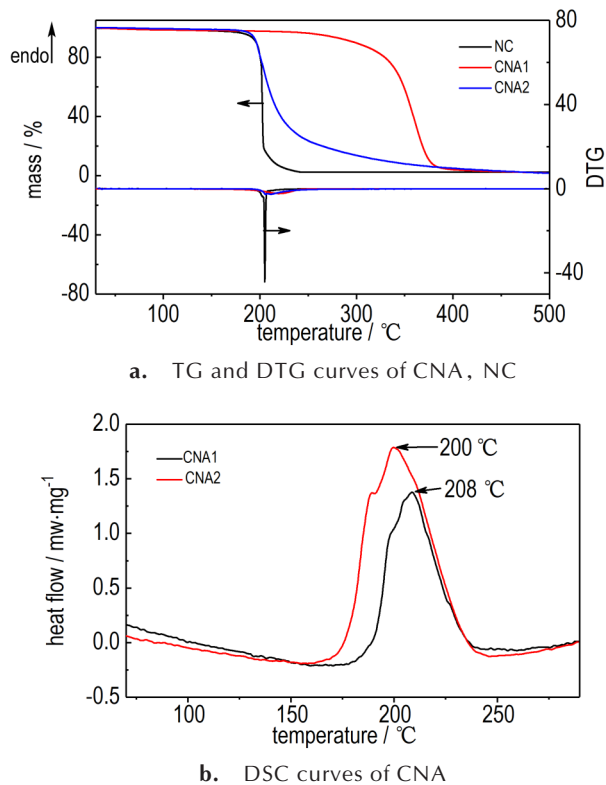 endo
mass / %
80
40
0
-40
-80
NC
CNA1
CNA2
80
40
0
-40
DTG
100 200 300 400 500
temperature / ℃
a. TG and DTG curves of CNA, NC
heat flow / mw·mg⁻¹
2.0
1.5
1.0
0.5
0.0
-0.5
CNA1
CNA2
200 ℃
208 ℃
100 150 200 250
temperature / ℃
b. DSC curves of CNA